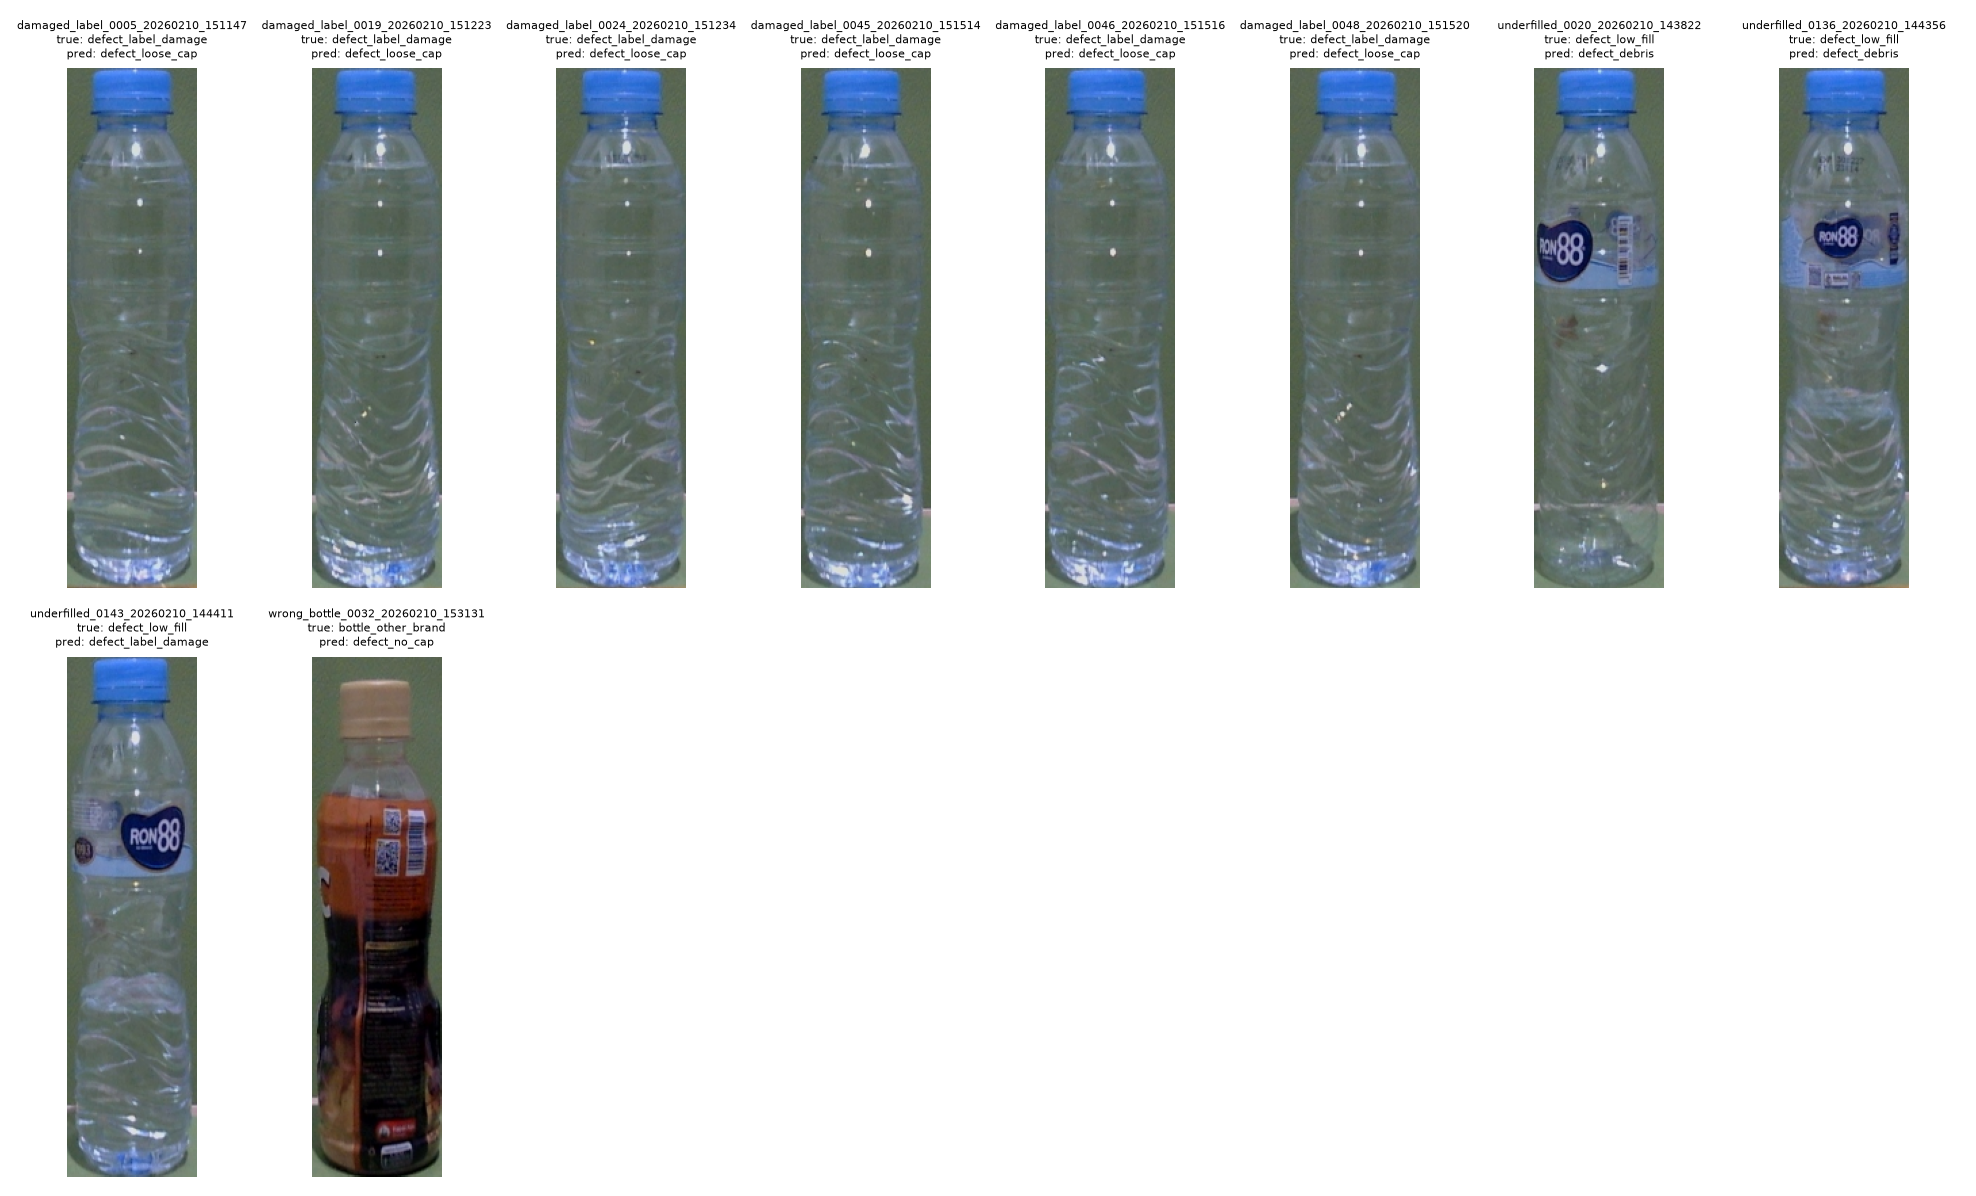 damaged_label_0005_20260210_151147
true: defect_label_damage
pred: defect_loose_cap
damaged_label_0019_20260210_151223
true: defect_label_damage
pred: defect_loose_cap
damaged_label_0024_20260210_151234
true: defect_label_damage
pred: defect_loose_cap
damaged_label_0045_20260210_151514
true: defect_label_damage
pred: defect_loose_cap
damaged_label_0046_20260210_151516
true: defect_label_damage
pred: defect_loose_cap
damaged_label_0048_20260210_151520
true: defect_label_damage
pred: defect_loose_cap
underfilled_0020_20260210_143822
true: defect_low_fill
pred: defect_debris
RON88
underfilled_0136_20260210_144356
true: defect_low_fill
pred: defect_debris
RON88
underfilled_0143_20260210_144411
true: defect_low_fill
pred: defect_label_damage
RON88
wrong_bottle_0032_20260210_153131
true: bottle_other_brand
pred: defect_no_cap
C